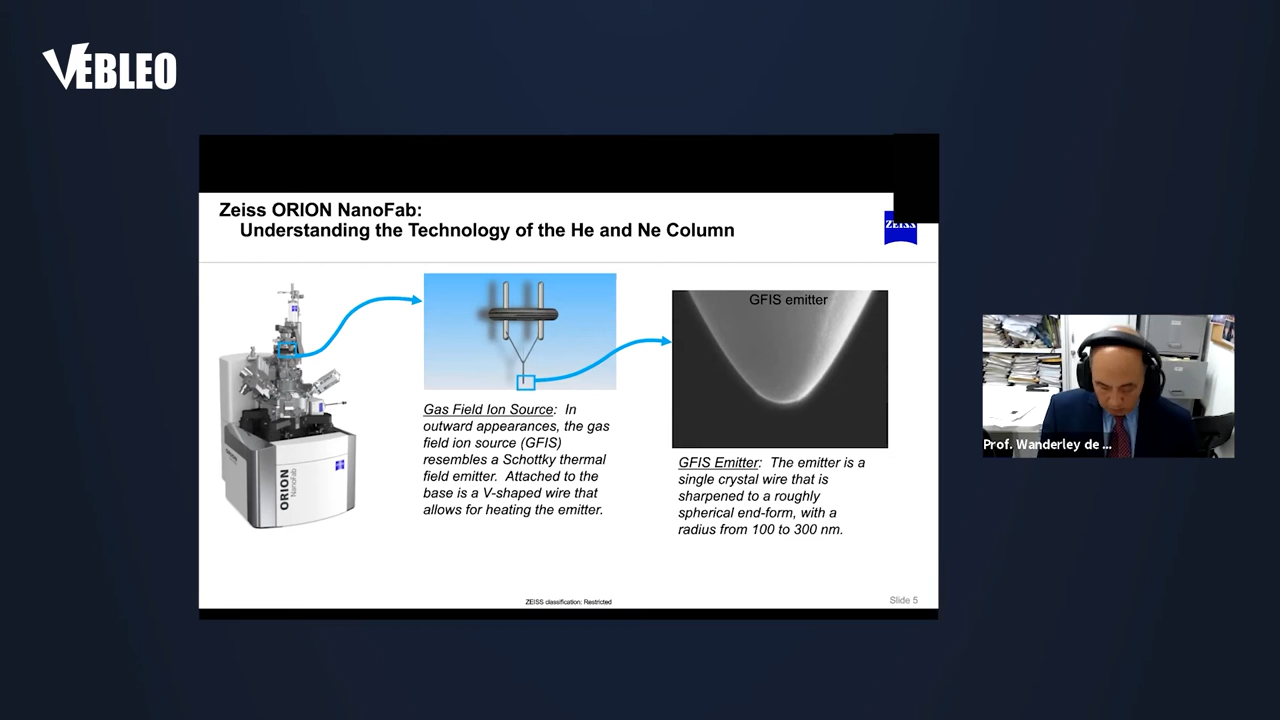 VEBLEO
Zeiss ORION NanoFab:
Understanding the Technology of the He and Ne Column
ZEISS
GFIS emitter
ORION
NanoFab
Gas Field Ion Source: In
outward appearances, the gas
field ion source (GFIS)
resembles a Schottky thermal
field emitter. Attached to the
base is a V-shaped wire that
allows for heating the emitter.
GFIS Emitter: The emitter is a
single crystal wire that is
sharpened to a roughly
spherical end-form, with a
radius from 100 to 300 nm.
Prof. Wanderley de ...
ZEISS classification: Restricted
Slide 5